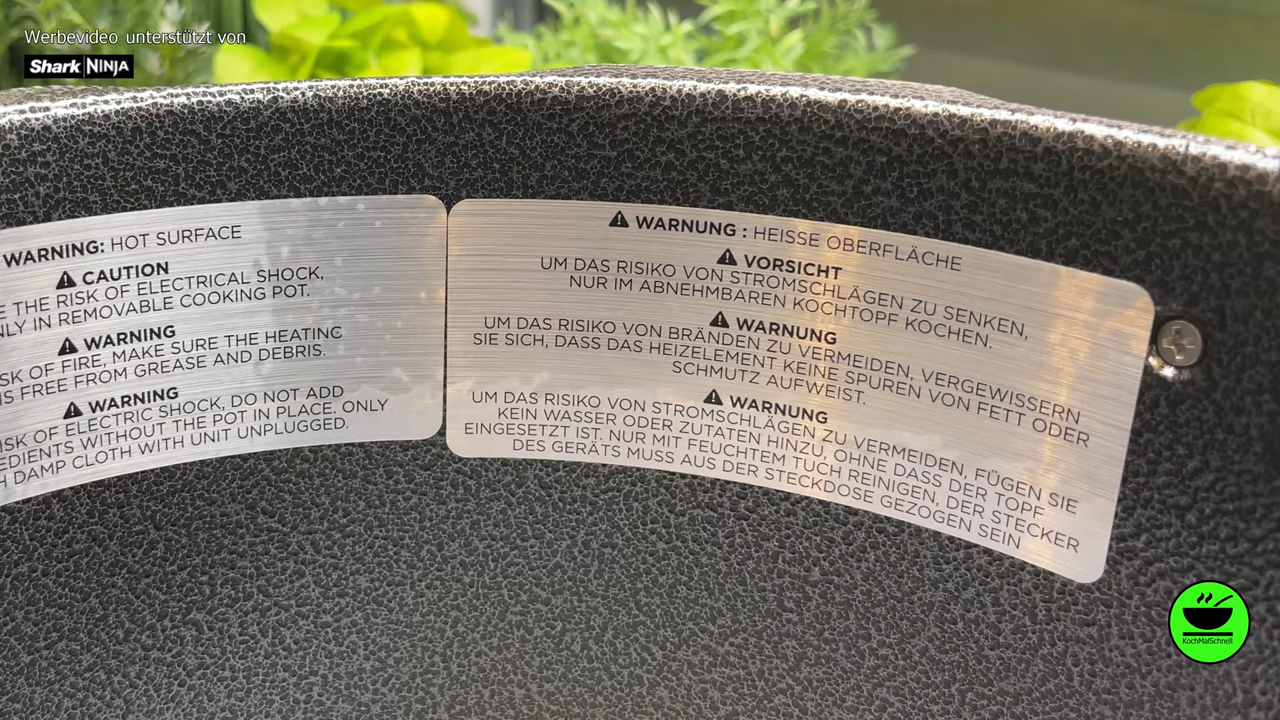 Werbevideo unterstützt von
Shark NINJA
WARNING: HOT SURFACE
CAUTION
THE RISK OF ELECTRICAL SHOCK,
IN REMOVABLE COOKING POT.
WARNING
OF FIRE, MAKE SURE THE HEATING
IS FREE FROM GREASE AND DEBRIS.
WARNING
OF ELECTRIC SHOCK, DO NOT ADD
WITHOUT THE POT IN PLACE. ONLY
DAMP CLOTH WITH UNIT UNPLUGGED.
WARNUNG : HEISSE OBERFLÄCHE
VORSICHT
UM DAS RISIKO VON STROMSCHLÄGEN ZU SENKEN,
NUR IM ABNEHMBAREN KOCHTOPF KOCHEN.
WARNUNG
UM DAS RISIKO VON BRÄNDEN ZU VERMEIDEN, VERGEWISSERN
SIE SICH, DASS DAS HEIZELEMENT KEINE SPUREN VON FETT ODER
SCHMUTZ AUFWEIST.
WARNUNG
UM DAS RISIKO VON STROMSCHLÄGEN ZU VERMEIDEN, FÜGEN SIE
KEIN WASSER ODER ZUTATEN HINZU, OHNE DASS DER TOPF
EINGESETZT IST. NUR MIT FEUCHTEM TUCH REINIGEN, DER STECKER
DES GERÄTS MUSS AUS DER STECKDOSE GEZOGEN SEIN
KochMalSchnell